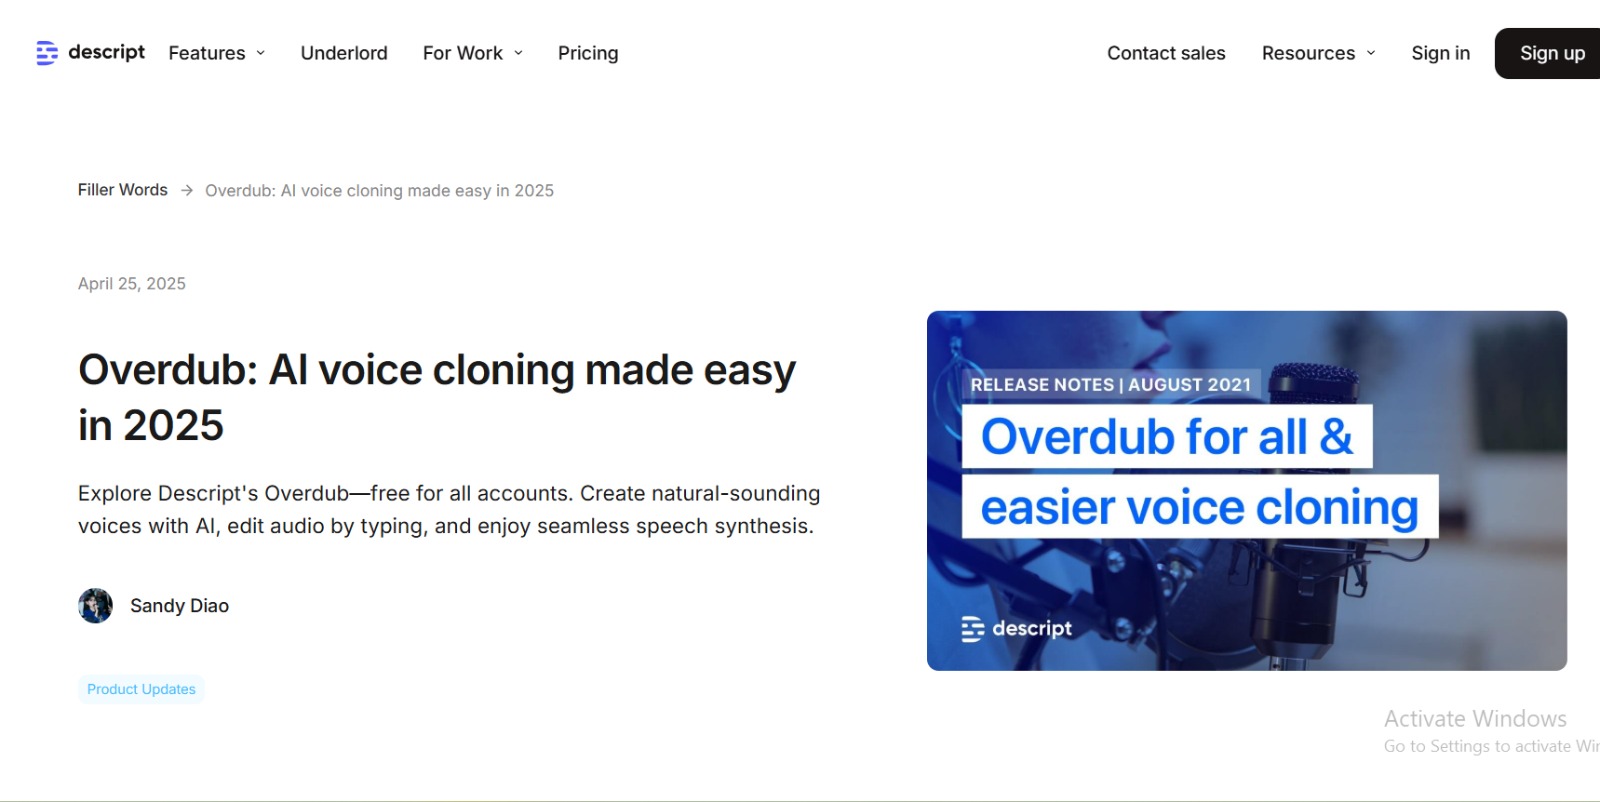 descript
Features
Underlord
For Work
Pricing
Contact sales
Resources
Sign in
Sign up
Filler Words → Overdub: AI voice cloning made easy in 2025
April 25, 2025
Overdub: AI voice cloning made easy
in 2025
Explore Descript's Overdub—free for all accounts. Create natural-sounding
voices with AI, edit audio by typing, and enjoy seamless speech synthesis.
Sandy Diao
Product Updates
RELEASE NOTES | AUGUST 2021
Overdub for all &
easier voice cloning
descript
Activate Windows
Go to Settings to activate